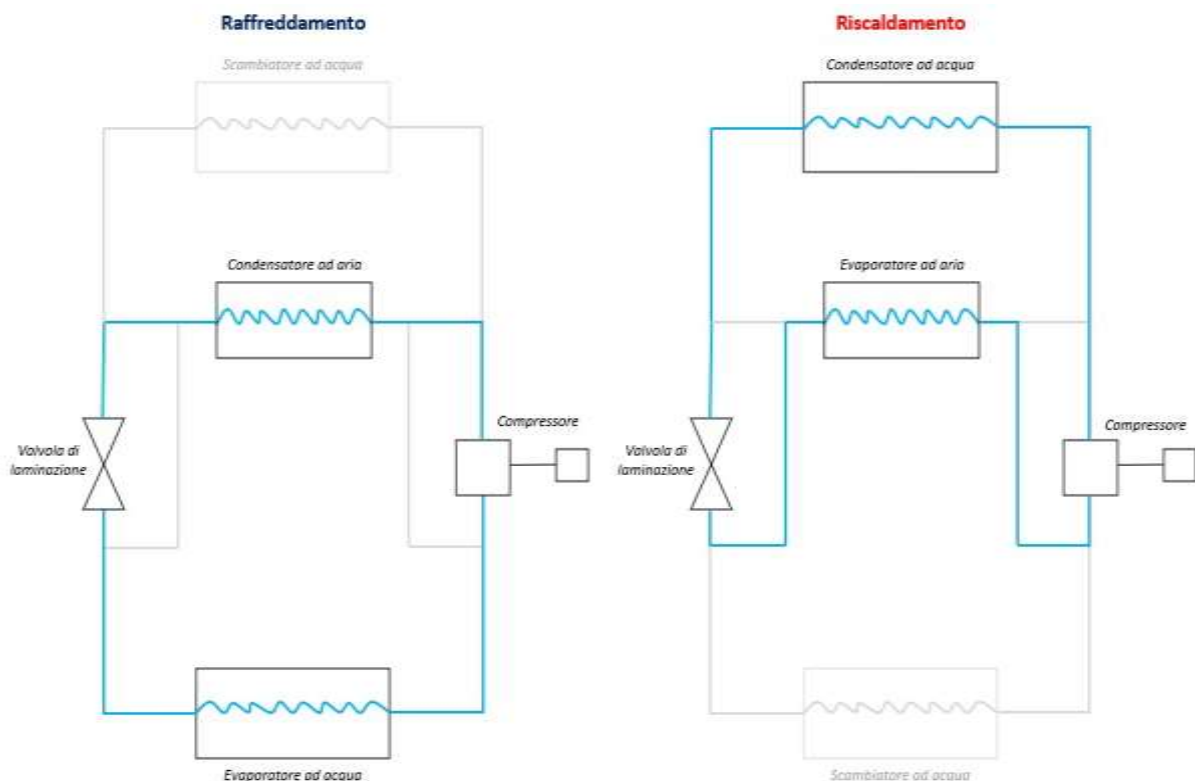 Raffreddamento
Scambiatore ad acqua
Condensatore ad aria
Compressore
Valvola di
laminazione
Evaporatore ad acqua
Riscaldamento
Condensatore ad acqua
Evaporatore ad aria
Compressore
Valvola di
laminazione
Scambiatore ad acqua